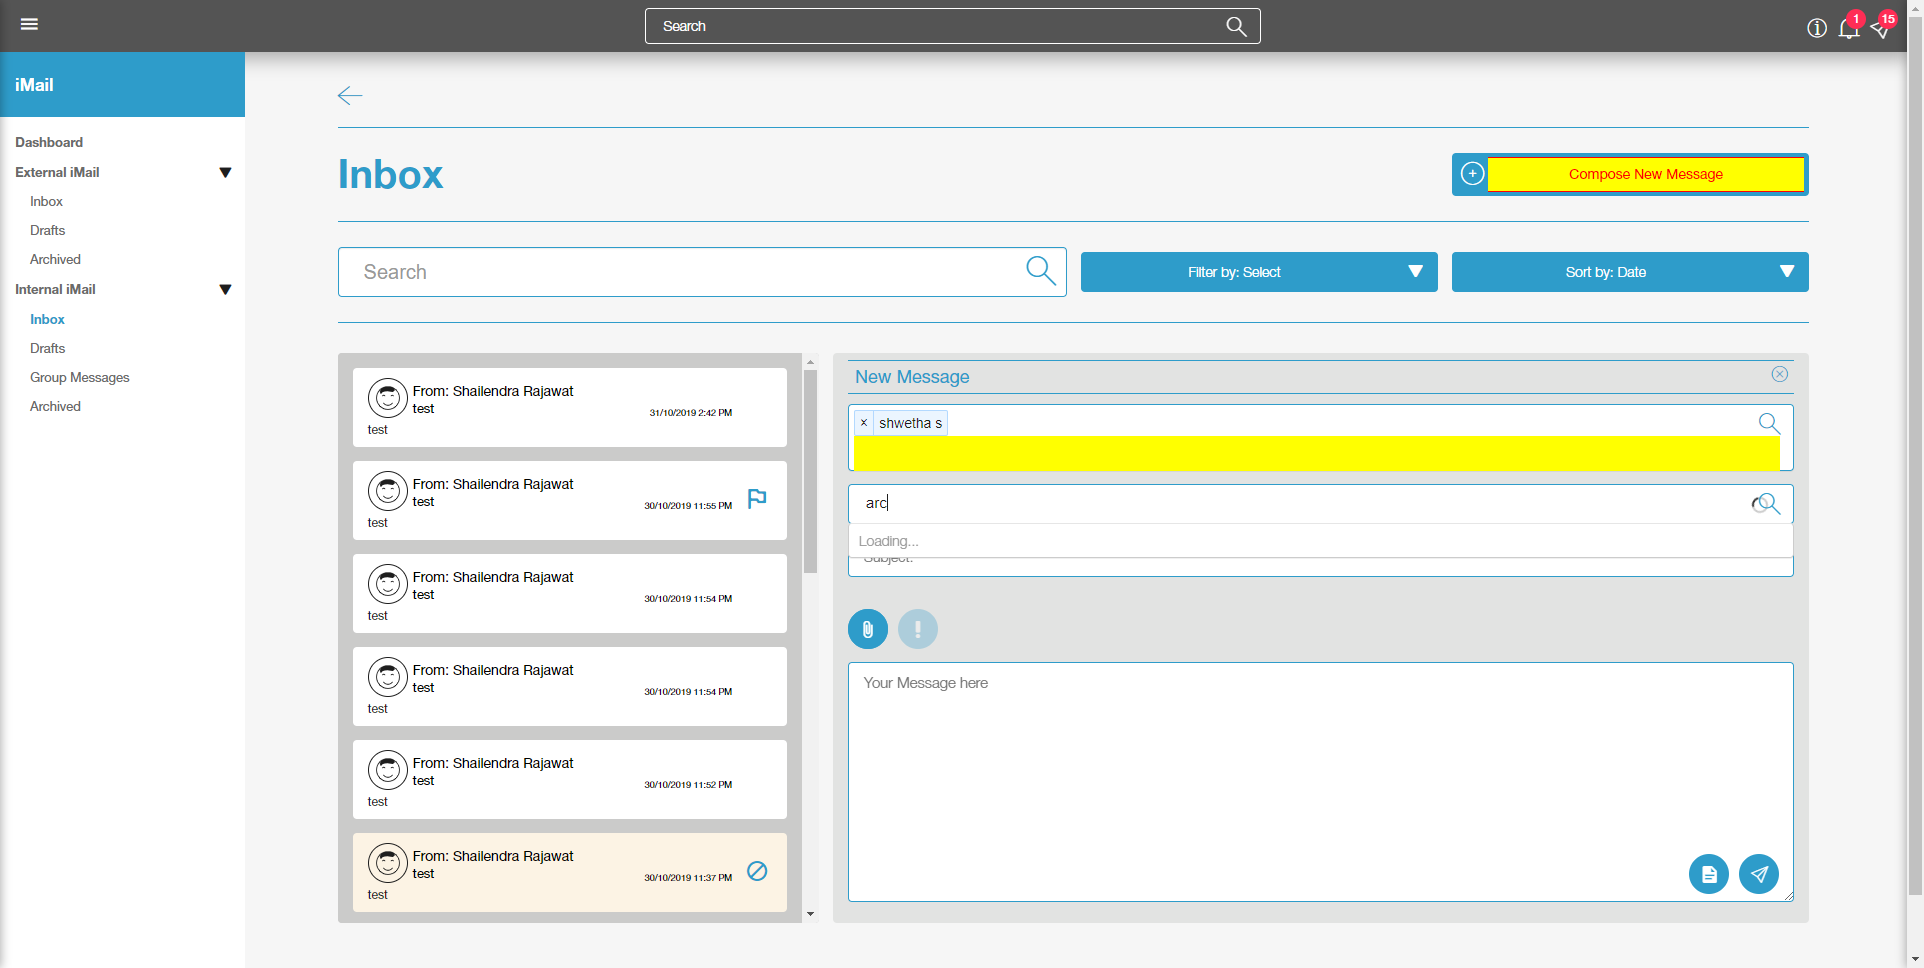 Search
1
15
iMail
Dashboard
External iMail
Inbox
Drafts
Archived
Internal iMail
Inbox
Drafts
Group Messages
Archived
Inbox
Compose New Message
Search
Filter by: Select
Sort by: Date
From: Shailendra Rajawat
test
31/10/2019 2:42 PM
test
From: Shailendra Rajawat
test
30/10/2019 11:55 PM
test
From: Shailendra Rajawat
test
30/10/2019 11:54 PM
test
From: Shailendra Rajawat
test
30/10/2019 11:54 PM
test
From: Shailendra Rajawat
test
30/10/2019 11:52 PM
test
From: Shailendra Rajawat
test
30/10/2019 11:37 PM
test
New Message
× shwetha s
arc
Loading...
Subject:
Your Message here